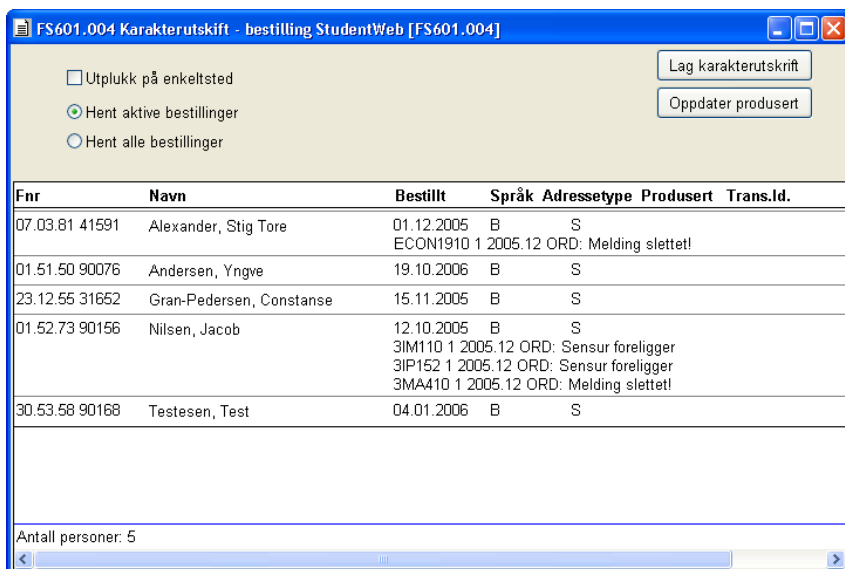 FS601.004 Karakterutskift - bestilling StudentWeb [FS601.004]
Utplukk på enkeltsted
Hent aktive bestillinger
Hent alle bestillinger
Lag karakterutskrift
Oppdater produsert
Fnr Navn Bestillt Språk Adressetype Produsert Trans.Id.
07.03.81 41591 Alexander, Stig Tore 01.12.2005 B S
ECON1910 1 2005.12 ORD: Melding slettet!
01.51.50 90076 Andersen, Yngve 19.10.2006 B S
23.12.55 31652 Gran-Pedersen, Constanse 15.11.2005 B S
01.52.73 90156 Nilsen, Jacob 12.10.2005 B S
3IM110 1 2005.12 ORD: Sensur foreligger
3IP152 1 2005.12 ORD: Sensur foreligger
3MA410 1 2005.12 ORD: Melding slettet!
30.53.58 90168 Testesen, Test 04.01.2006 B S
Antall personer: 5